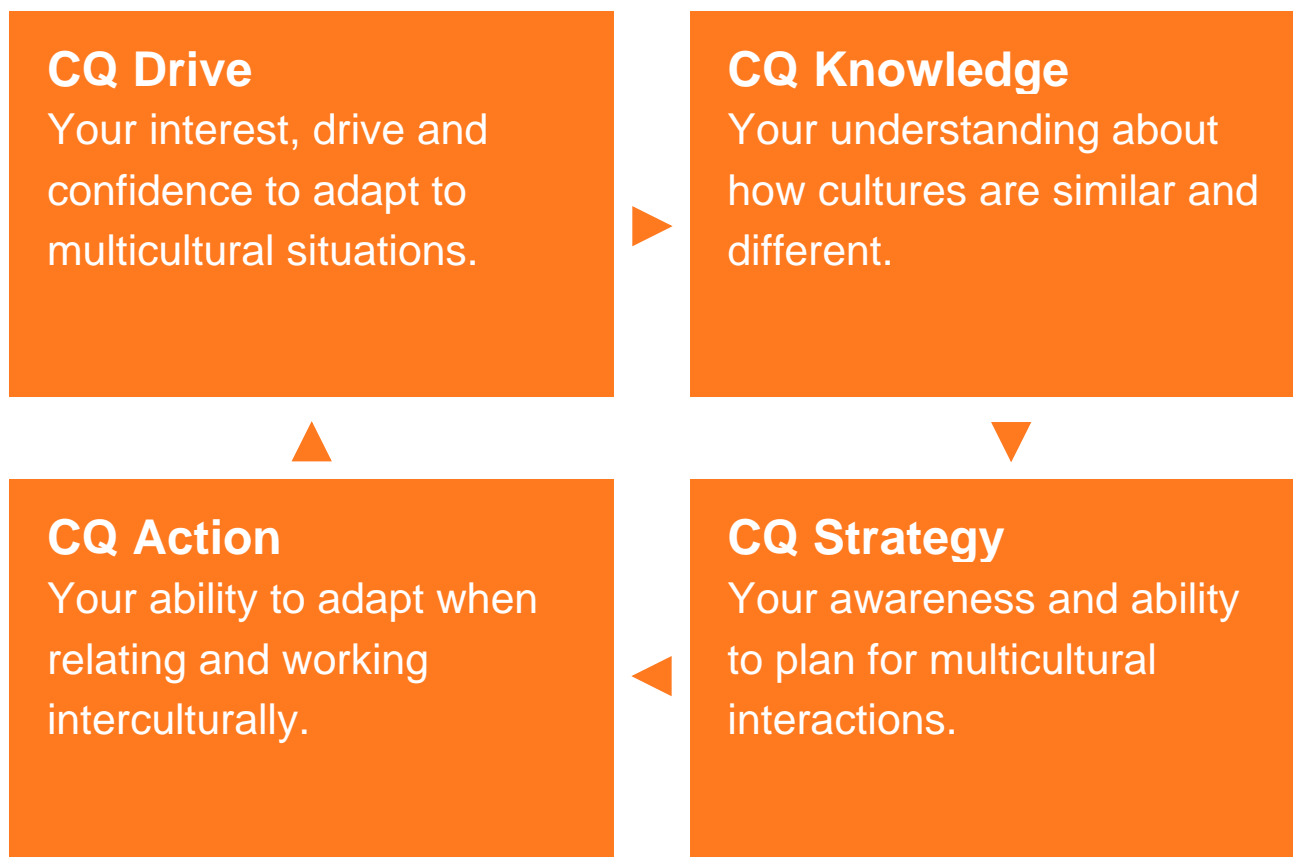 CQ Drive
Your interest, drive and
confidence to adapt to
multicultural situations.
CQ Knowledge
Your understanding about
how cultures are similar and
different.
CQ Action
Your ability to adapt when
relating and working
interculturally.
CQ Strategy
Your awareness and ability
to plan for multicultural
interactions.